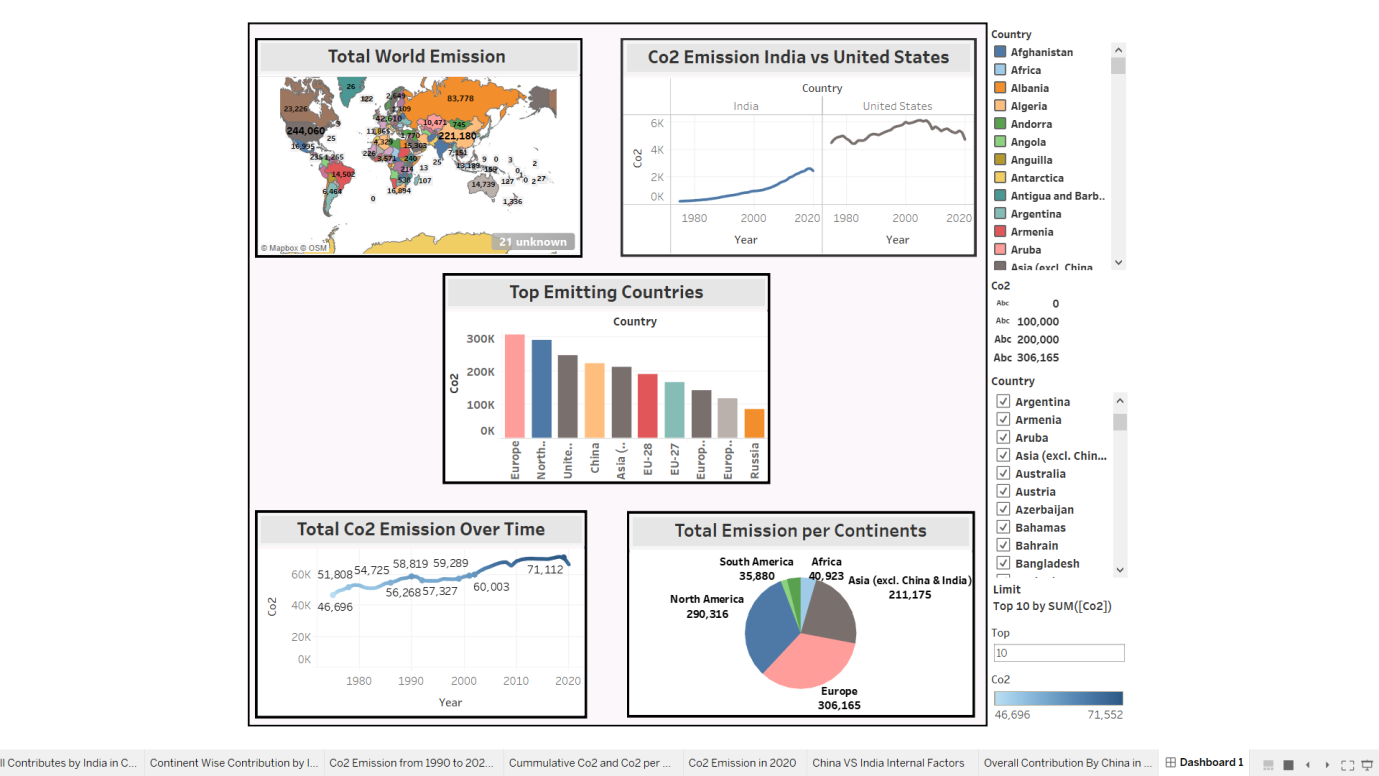 Total World Emission
26
122
2,649
83,778
23,226
1,109
9
42,610
10,471
745
244,060
25
11,865
1,770
221,180
16,995
4,329
15,303
7,151
235
1,265
226
3,571
240
25
9
0
3
2
14,502
214
13
13,189
0
6,464
538
107
14,739
127
1
0
2
27
16,894
0
1,336
© Mapbox © OSM
21 unknown
Co2 Emission India vs United States
Country
India
United States
6K
4K
2K
0K
Co2
1980
2000
2020
1980
2000
2020
Year
Year
Top Emitting Countries
Country
300K
200K
100K
0K
Co2
Europe
North..
Unite..
China
Asia (..
EU-28
EU-27
Europ..
Europ..
Russia
Total Co2 Emission Over Time
60K
40K
20K
0K
Co2
46,696
51,808
54,725
56,268
58,819
57,327
59,289
60,003
71,112
1980
1990
2000
2010
2020
Year
Total Emission per Continents
South America
35,880
Africa
40,923
Asia (excl. China & India)
211,175
North America
290,316
Europe
306,165
Country
Afghanistan
Africa
Albania
Algeria
Andorra
Angola
Anguilla
Antarctica
Antigua and Barb..
Argentina
Armenia
Aruba
Asia (excl. China
Co2
Abc 0
Abc 100,000
Abc 200,000
Abc 306,165
Country
Argentina
Armenia
Aruba
Asia (excl. Chin...
Australia
Austria
Azerbaijan
Bahamas
Bahrain
Bangladesh
Limit
Top 10 by SUM([Co2])
Top
10
Co2
46,696
71,552
ll Contributes by India in C...
Continent Wise Contribution by I...
Co2 Emission from 1990 to 202...
Cummulative Co2 and Co2 per ...
Co2 Emission in 2020
China VS India Internal Factors
Overall Contribution By China in ...
Dashboard 1